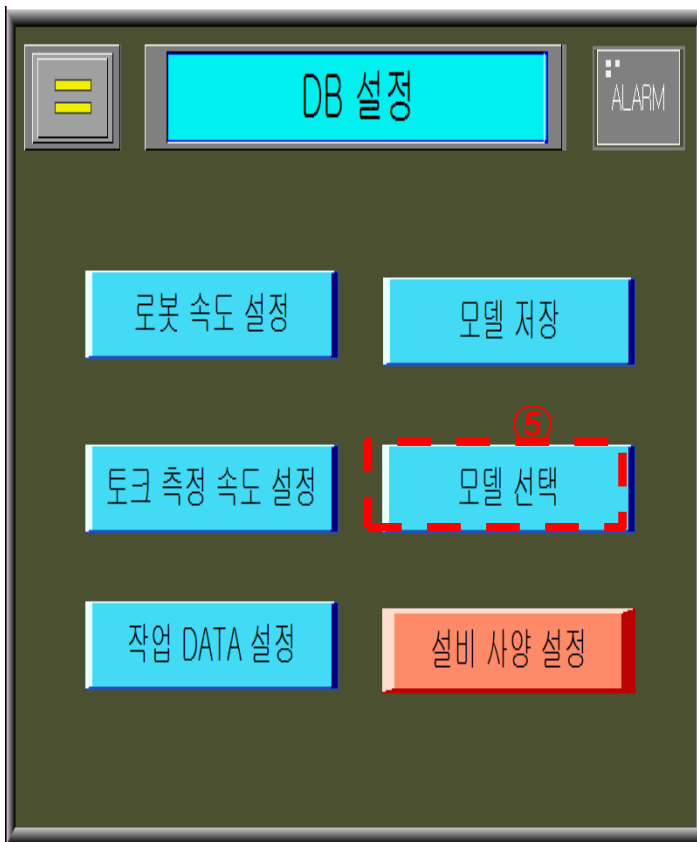 DB 설정
ALARM
로봇 속도 설정
모델 저장
⑤
토크 측정 속도 설정
모델 선택
작업 DATA 설정
설비 사양 설정